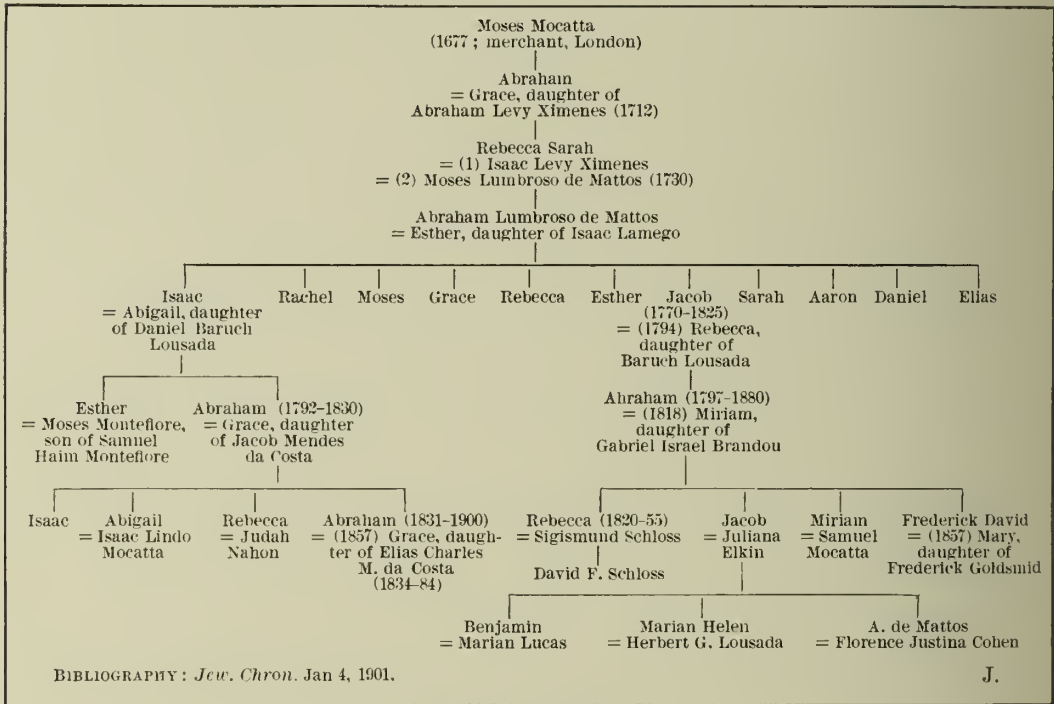 Moses Mocatta
(1677 ; merchant, London)
Abraham
= Grace, daughter of
Abraham Levy Ximenes (1712)
Rebecca Sarah
= (1) Isaac Levy Ximenes
= (2) Moses Lumbroso de Mattos (1730)
Abraham Lumbroso de Mattos
= Esther, daughter of Isaac Lamego
Isaac
= Abigail, daughter
of Daniel Baruch
Lousada
Rachel
Moses
Grace
Rebecca
Esther
Jacob
(1770-1825)
= (1794) Rebecca,
daughter of
Baruch Lousada
Sarah
Aaron
Daniel
Elias
Esther
= Moses Montefiore,
son of Samuel
Haim Montefiore
Abraham (1792-1830)
= Grace, daughter
of Jacob Mendes
da Costa
Abraham (1797-1880)
= (1818) Miriam,
daughter of
Gabriel Israel Brandou
Isaac
Abigail
= Isaac Lindo
Mocatta
Rebecca
= Judah
Nahon
Abraham (1831-1900)
= (1857) Grace, daugh-
ter of Elias Charles
M. da Costa
(1834-84)
Rebecca (1820-55)
= Sigismund Schloss
David F. Schloss
Jacob
= Juliana
Elkin
Miriam
= Samuel
Mocatta
Frederick David
= (1857) Mary,
daughter of
Frederick Goldsmid
Benjamin
= Marian Lucas
Marian Helen
= Herbert G. Lousada
A. de Mattos
= Florence Justina Cohen
BIBLIOGRAPHY : Jew. Chron. Jan 4, 1901.
J.